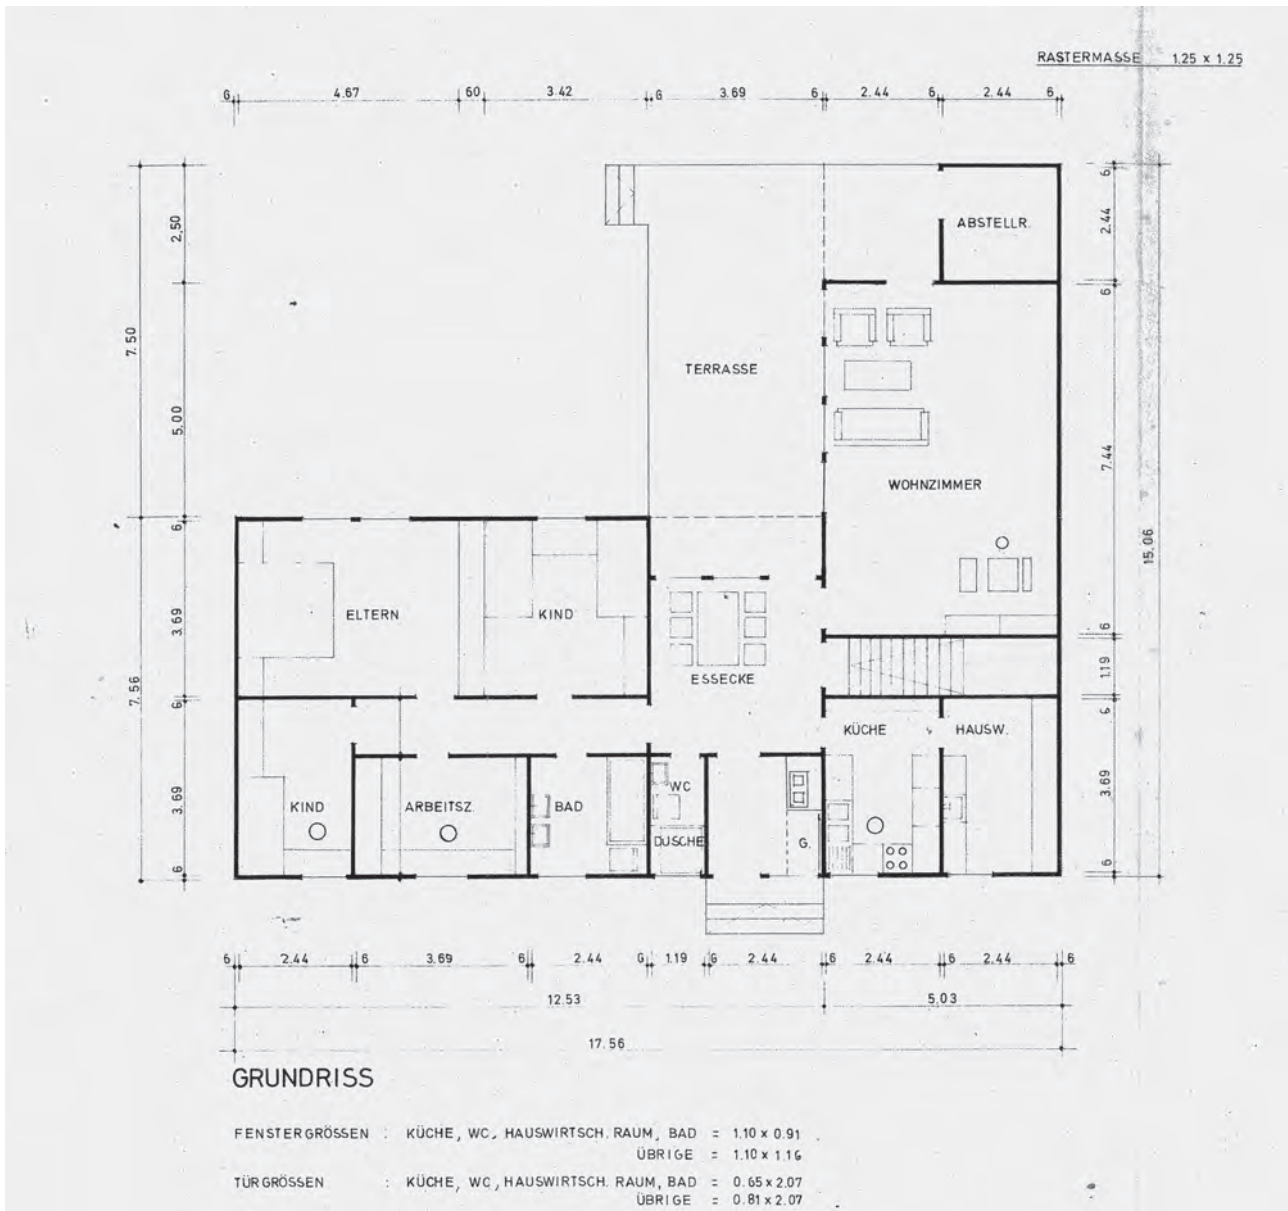 RASTERMASSE 1.25 x 1.25
6 4.67 60 3.42 6 3.69 6 2.44 6 2.44 6
7.50
2.50
5.00
7.56
6
3.69
6
3.69
6
6
2.44
6
7.44
6
1.19
6
3.69
6
15.06
ABSTELLR.
TERRASSE
WOHNZIMMER
ELTERN
KIND
ESSECKE
KÜCHE
HAUSW.
KIND
ARBEITSZ.
BAD
WC
DUSCHE
G.
6 2.44 6 3.69 6 2.44 6 1.19 6 2.44 6 2.44 6 2.44 6
12.53 5.03
17.56
GRUNDRISS
FENSTERGRÖSSEN : KÜCHE, WC, HAUSWIRTSCH. RAUM, BAD = 1.10 x 0.91
ÜBRIGE = 1.10 x 1.16
TÜRGRÖSSEN : KÜCHE, WC, HAUSWIRTSCH. RAUM, BAD = 0.65 x 2.07
ÜBRIGE = 0.81 x 2.07